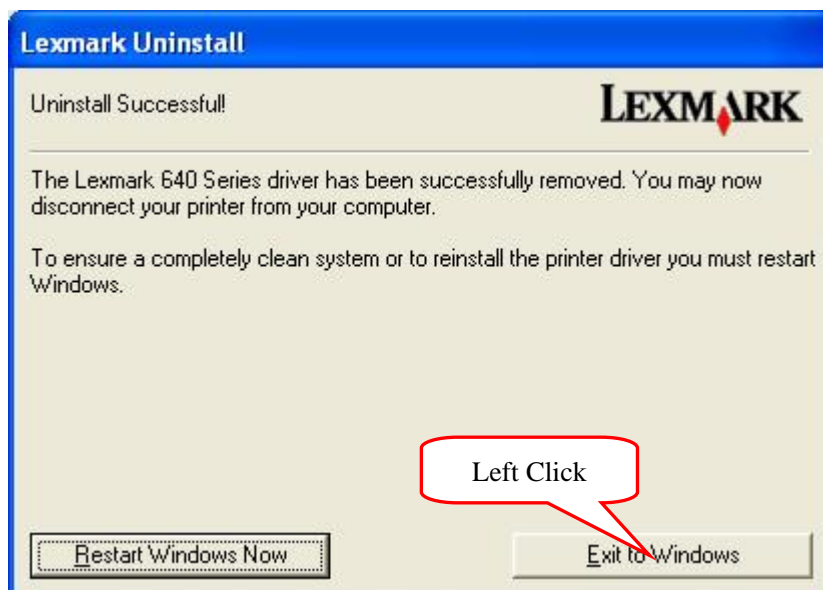 Lexmark Uninstall
Uninstall Successful!
LEXMARK
The Lexmark 640 Series driver has been successfully removed. You may now
disconnect your printer from your computer.
To ensure a completely clean system or to reinstall the printer driver you must restart
Windows.
Left Click
Restart Windows Now
Exit to Windows